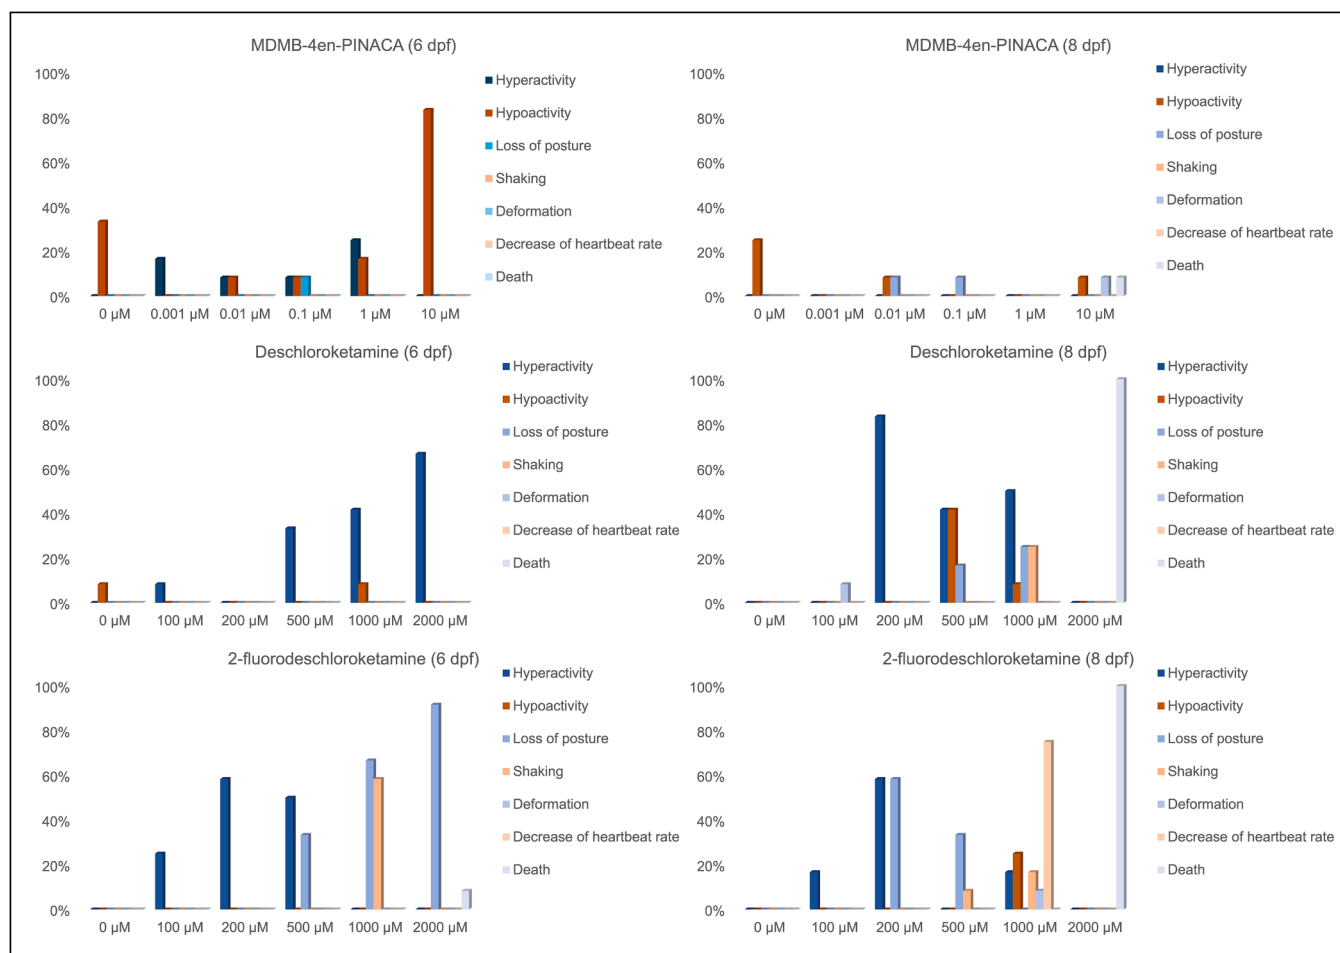 MDMB-4en-PINACA (6 dpf)
100%
80%
60%
40%
20%
0%
0 µM 0.001 µM 0.01 µM 0.1 µM 1 µM 10 µM
Hyperactivity
Hypoactivity
Loss of posture
Shaking
Deformation
Decrease of heartbeat rate
Death
MDMB-4en-PINACA (8 dpf)
100%
80%
60%
40%
20%
0%
0 µM 0.001 µM 0.01 µM 0.1 µM 1 µM 10 µM
Hyperactivity
Hypoactivity
Loss of posture
Shaking
Deformation
Decrease of heartbeat rate
Death
Deschloroketamine (6 dpf)
100%
80%
60%
40%
20%
0%
0 µM 100 µM 200 µM 500 µM 1000 µM 2000 µM
Hyperactivity
Hypoactivity
Loss of posture
Shaking
Deformation
Decrease of heartbeat rate
Death
Deschloroketamine (8 dpf)
100%
80%
60%
40%
20%
0%
0 µM 100 µM 200 µM 500 µM 1000 µM 2000 µM
Hyperactivity
Hypoactivity
Loss of posture
Shaking
Deformation
Decrease of heartbeat rate
Death
2-fluorodeschloroketamine (6 dpf)
100%
80%
60%
40%
20%
0%
0 µM 100 µM 200 µM 500 µM 1000 µM 2000 µM
Hyperactivity
Hypoactivity
Loss of posture
Shaking
Deformation
Decrease of heartbeat rate
Death
2-fluorodeschloroketamine (8 dpf)
100%
80%
60%
40%
20%
0%
0 µM 100 µM 200 µM 500 µM 1000 µM 2000 µM
Hyperactivity
Hypoactivity
Loss of posture
Shaking
Deformation
Decrease of heartbeat rate
Death